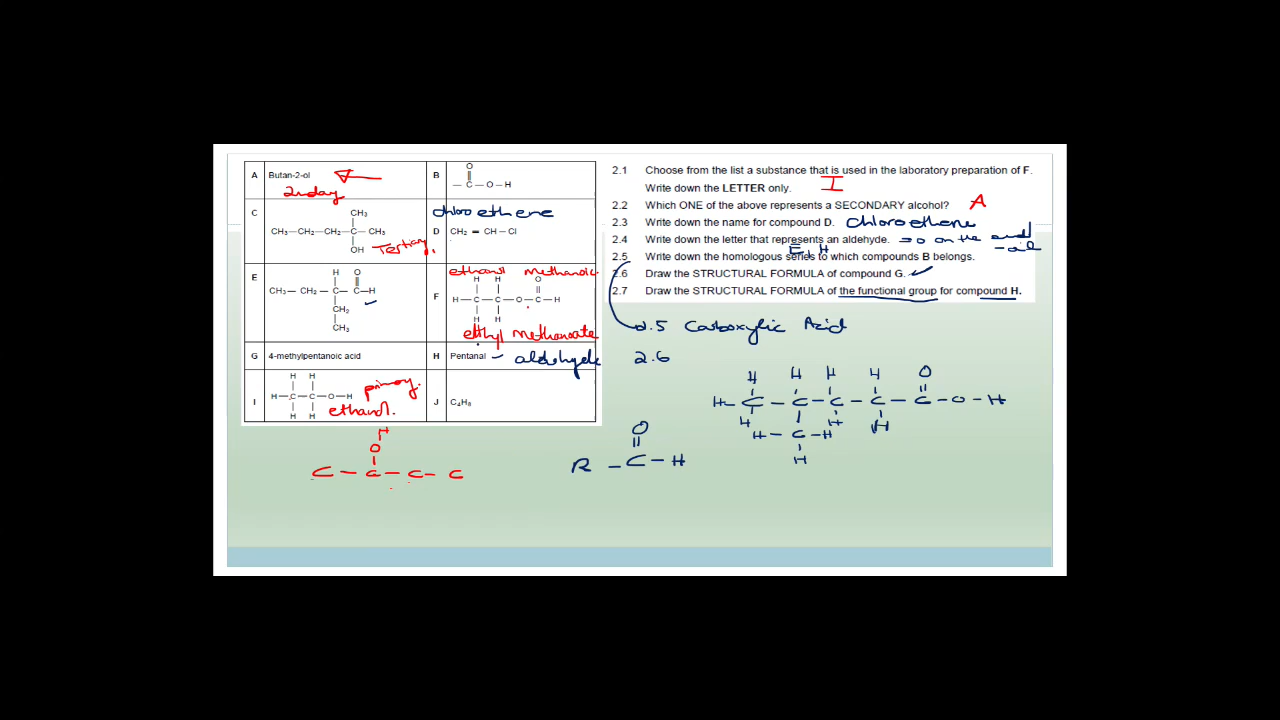 A Butan-2-ol
2nday
B
O
— C — O — H
C
CH3
CH3—CH2—CH2—C—CH3
OH
Tertiary.
chloroethene
D CH2 = CH — Cl
E
H O
CH3— CH2 — C — C—H
CH2
CH3
ethanol methanoic
F
H H O
H — C — C — O — C — H
H H
ethyl methanoate
G 4-methylpentanoic acid
H Pentanal – aldehyde
I
H H
H — C — C — O — H
H H
primary.
ethanol.
J C4H8
2.1 Choose from the list a substance that is used in the laboratory preparation of F.
Write down the LETTER only. I
2.2 Which ONE of the above represents a SECONDARY alcohol? A
2.3 Write down the name for compound D. chloroethene
2.4 Write down the letter that represents an aldehyde. =O on the end
E, H
2.5 Write down the homologous series to which compounds B belongs.
2.6 Draw the STRUCTURAL FORMULA of compound G. ✓
2.7 Draw the STRUCTURAL FORMULA of the functional group for compound H.
2.5 Carboxylic Acid
2.6
H H H H O
H — C — C — C — C — C — O — H
H H H
H — C — H
H
H
O
C — C — C — C
O
R — C — H